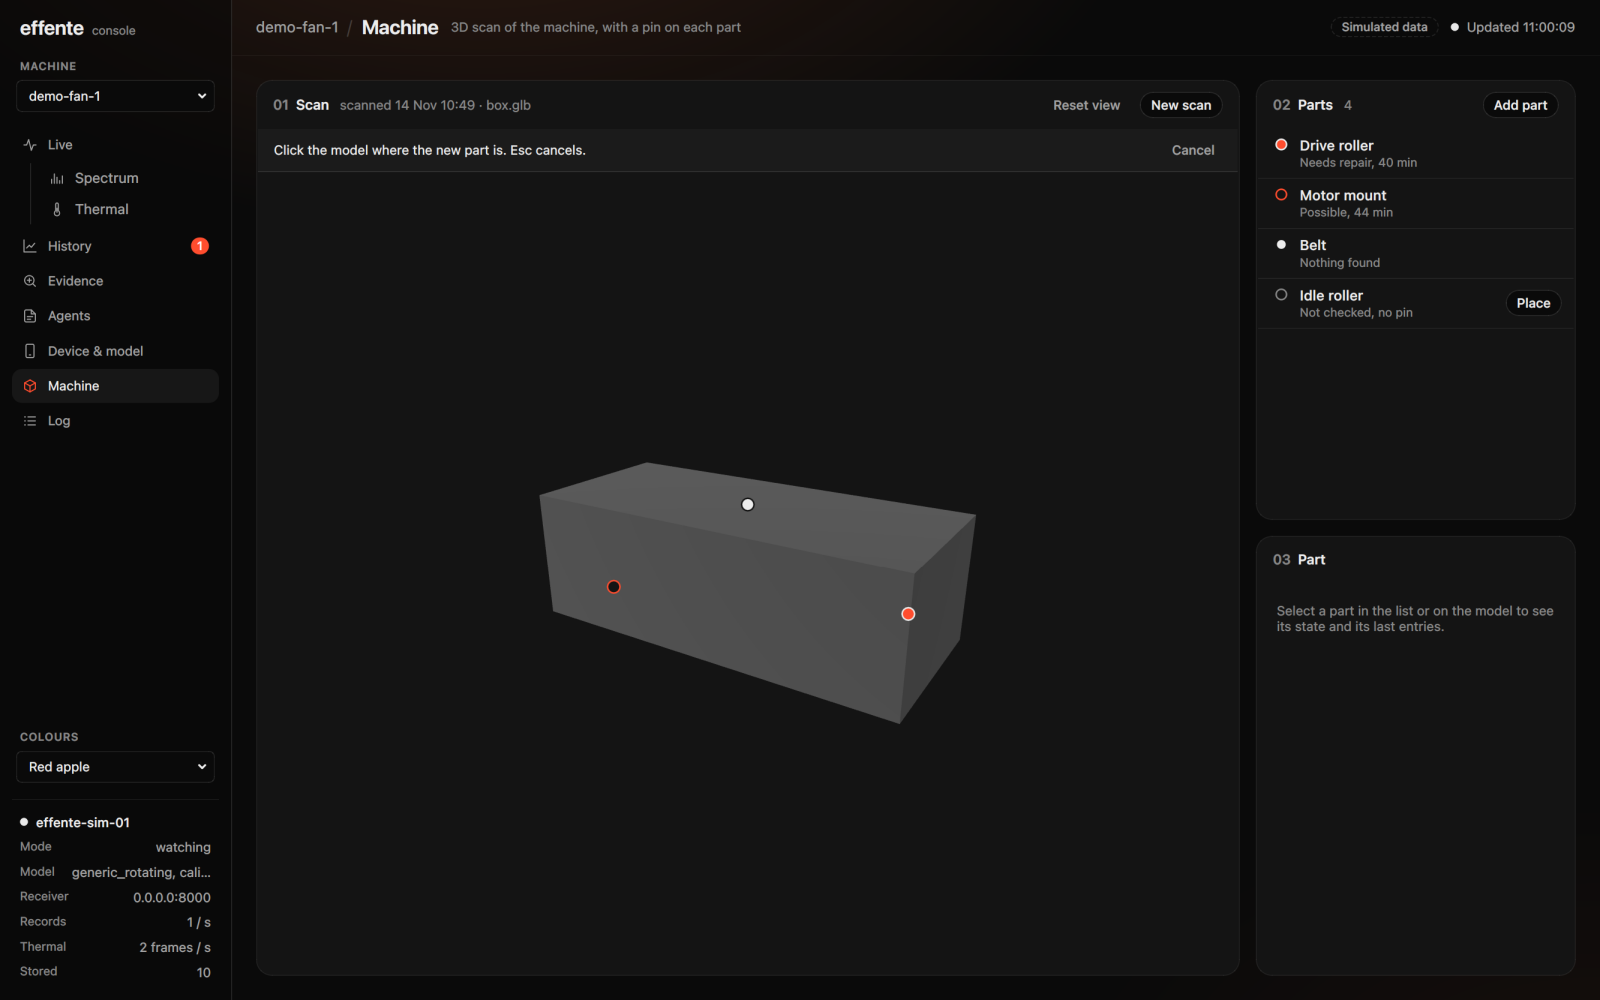 effente console
MACHINE
demo-fan-1
Live
Spectrum
Thermal
History 1
Evidence
Agents
Device & model
Machine
Log
COLOURS
Red apple
effente-sim-01
Mode watching
Model generic_rotating, cali...
Receiver 0.0.0.0:8000
Records 1 / s
Thermal 2 frames / s
Stored 10
demo-fan-1 / Machine 3D scan of the machine, with a pin on each part
Simulated data Updated 11:00:09
01 Scan scanned 14 Nov 10:49 · box.glb Reset view New scan
Click the model where the new part is. Esc cancels. Cancel
02 Parts 4 Add part
Drive roller
Needs repair, 40 min
Motor mount
Possible, 44 min
Belt
Nothing found
Idle roller
Not checked, no pin
Place
03 Part
Select a part in the list or on the model to see
its state and its last entries.